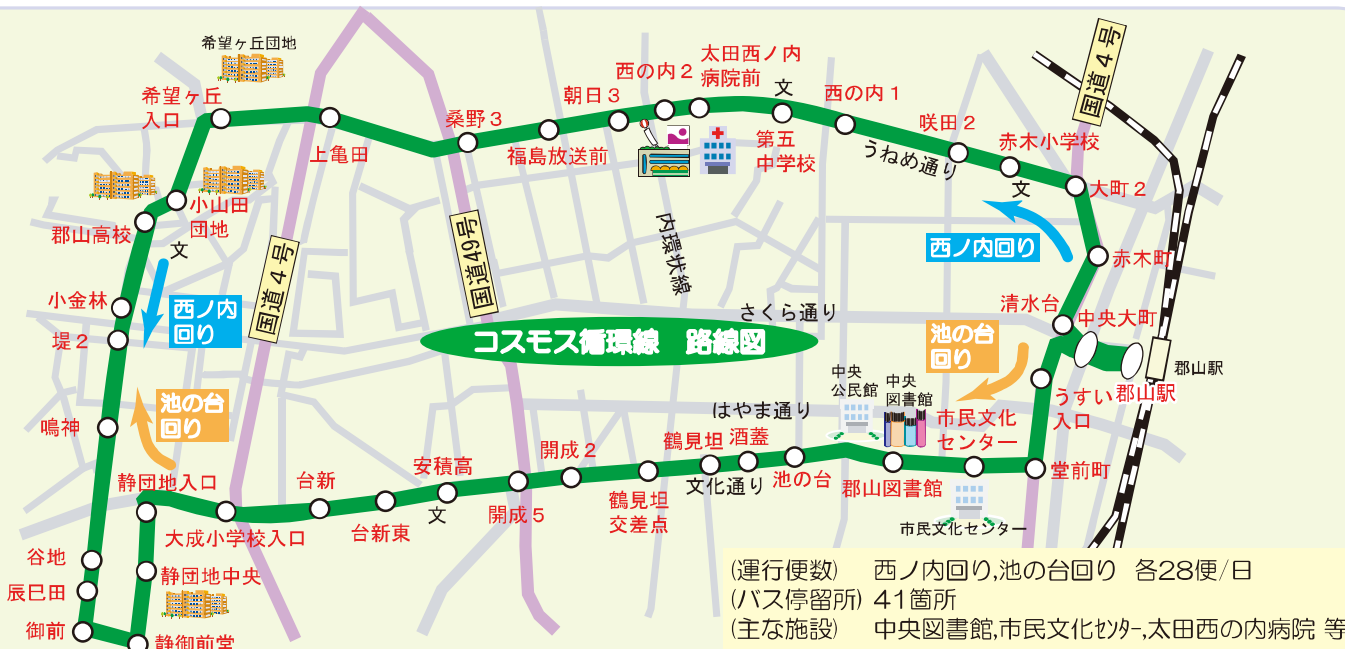 希望ヶ丘団地
希望ヶ丘
入口
上亀田
桑野3
福島放送前
朝日3
西の内2
太田西ノ内
病院前
文
第五
中学校
西の内1
うねめ通り
咲田2
赤木小学校
文
国道4号
大町2
西ノ内回り
赤木町
清水台
中央大町
郡山駅
郡山駅
うすい
入口
池の台
回り
堂前町
小山田
団地
郡山高校
文
小金林
西ノ内
回り
堤2
国道4号
国道49号
内環状線
さくら通り
コスモス循環線 路線図
はやま通り
中央
公民館
中央
図書館
市民文化
センター
鳴神
池の台
回り
静団地入口
大成小学校入口
台新
台新東
安積高
文
開成5
開成2
鶴見坦
交差点
鶴見坦
酒蓋
文化通り
池の台
郡山図書館
市民文化センター
谷地
辰巳田
御前
静団地中央
静御前堂
(運行便数) 西ノ内回り,池の台回り 各28便/日
(バス停留所) 41箇所
(主な施設) 中央図書館,市民文化センター,太田西の内病院 等